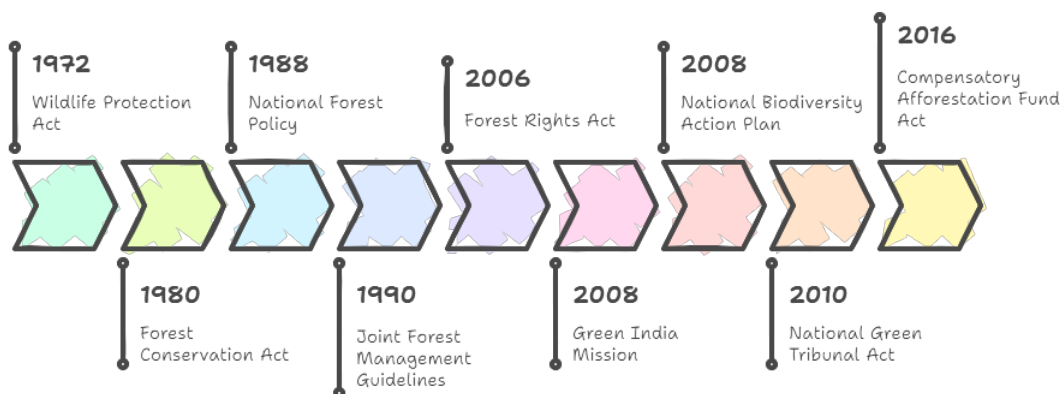 1972
Wildlife Protection
Act
1980
Forest
Conservation Act
1988
National Forest
Policy
1990
Joint Forest
Management
Guidelines
2006
Forest Rights Act
2008
Green India
Mission
2008
National Biodiversity
Action Plan
2010
National Green
Tribunal Act
2016
Compensatory
Afforestation Fund
Act